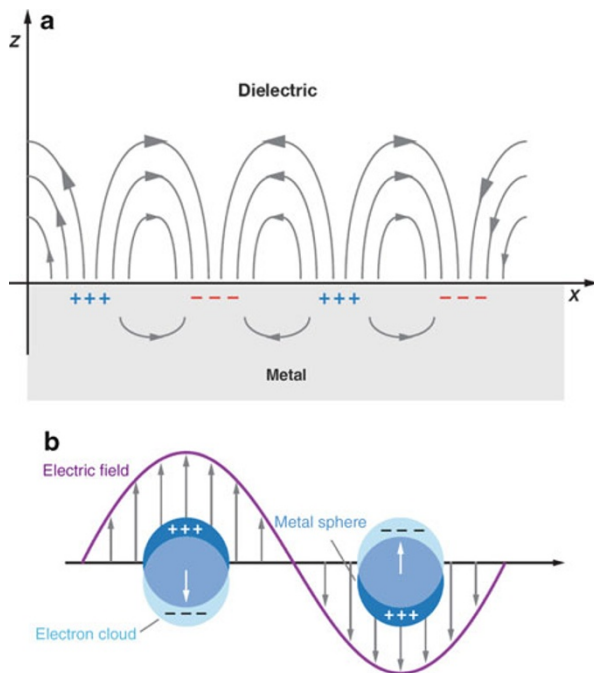 a
z
Dielectric
+++ − − − +++ − − −
x
Metal
b
Electric field
Metal sphere
+++
− − −
− − −
+++
Electron cloud